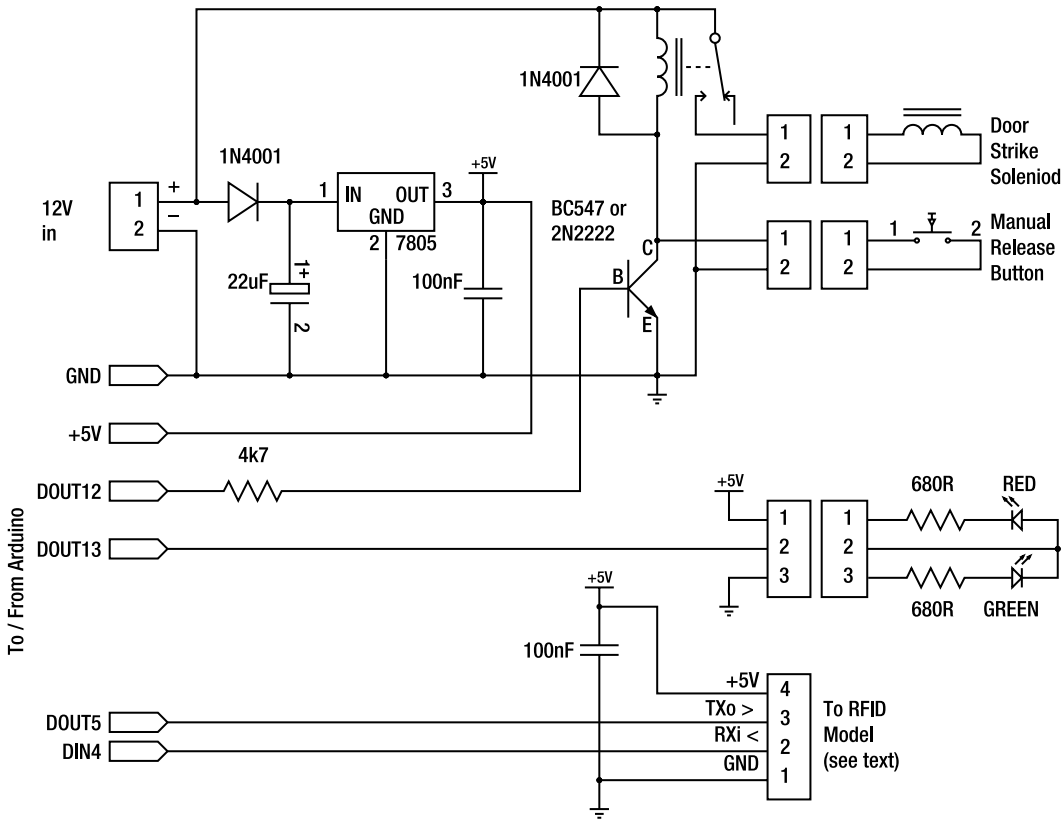 1N4001
1
2
Door
Strike
Soleniod
1
2
1N4001
+5V
12V
in
1
2
+
−
1
IN
OUT
GND
3
2
7805
BC547 or
2N2222
C
B
E
1
2
1
2
1
2
Manual
Release
Button
22uF
1+
2
100nF
GND
+5V
4k7
DOUT12
DOUT13
To / From Arduino
+5V
1
2
3
1
2
3
680R
RED
680R
GREEN
+5V
100nF
+5V
TXo >
RXi <
GND
4
3
2
1
To RFID
Model
(see text)
DOUT5
DIN4